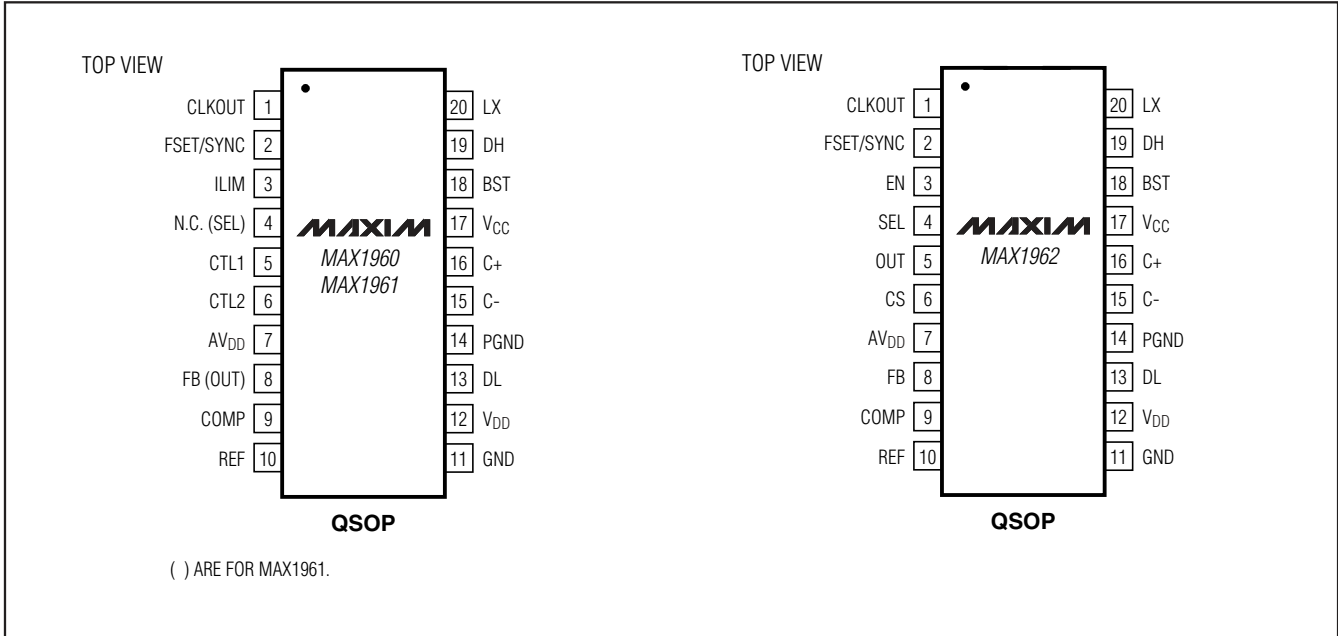 TOP VIEW
CLKOUT 1
FSET/SYNC 2
ILIM 3
N.C. (SEL) 4
CTL1 5
CTL2 6
AVDD 7
FB (OUT) 8
COMP 9
REF 10
20 LX
19 DH
18 BST
17 VCC
16 C+
15 C-
14 PGND
13 DL
12 VDD
11 GND
MAXIM
MAX1960
MAX1961
QSOP
( ) ARE FOR MAX1961.
TOP VIEW
CLKOUT 1
FSET/SYNC 2
EN 3
SEL 4
OUT 5
CS 6
AVDD 7
FB 8
COMP 9
REF 10
20 LX
19 DH
18 BST
17 VCC
16 C+
15 C-
14 PGND
13 DL
12 VDD
11 GND
MAXIM
MAX1962
QSOP